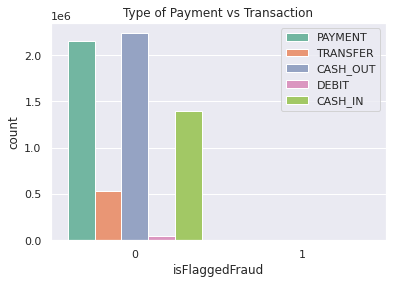 Type of Payment vs Transaction
1e6
2.0
1.5
1.0
0.5
0.0
count
PAYMENT
TRANSFER
CASH_OUT
DEBIT
CASH_IN
0 1
isFlaggedFraud